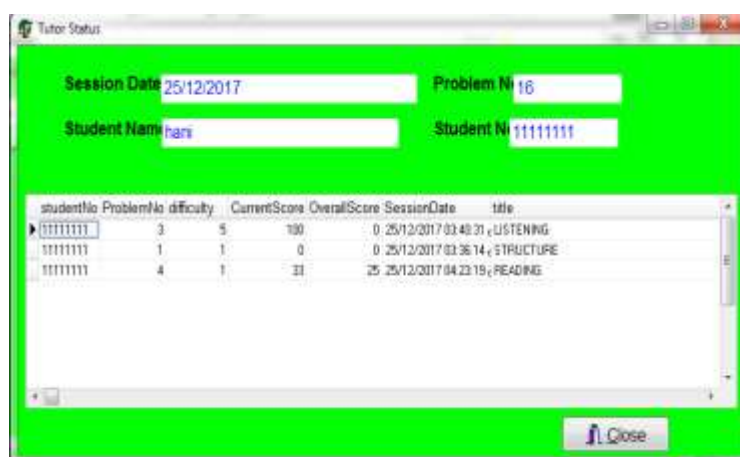 Tutor Status
Session Date 25/12/2017 Problem N 16
Student Nam hani Student N 11111111
studentNo ProblemNo difficulty CurrentScore OverallScore SessionDate title
11111111 3 5 100 0 25/12/2017 03:40:31 LISTENING
11111111 1 1 0 0 25/12/2017 03:36:14 STRUCTURE
11111111 4 1 33 25 25/12/2017 04:23:19 READING
Close